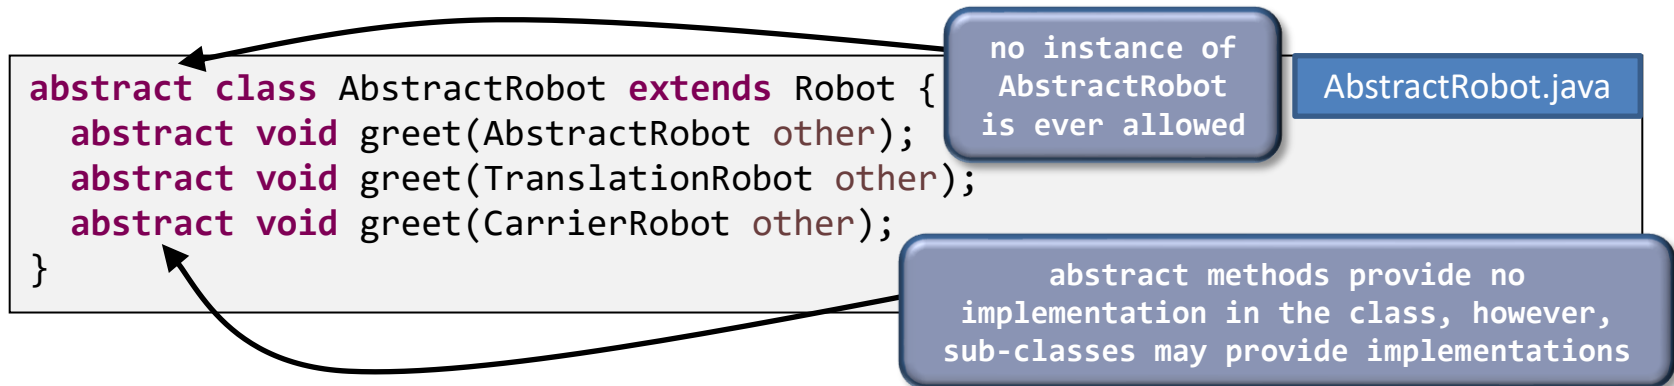 abstract class AbstractRobot extends Robot {
abstract void greet(AbstractRobot other);
abstract void greet(TranslationRobot other);
abstract void greet(CarrierRobot other);
}
no instance of
AbstractRobot
is ever allowed
AbstractRobot.java
abstract methods provide no
implementation in the class, however,
sub-classes may provide implementations